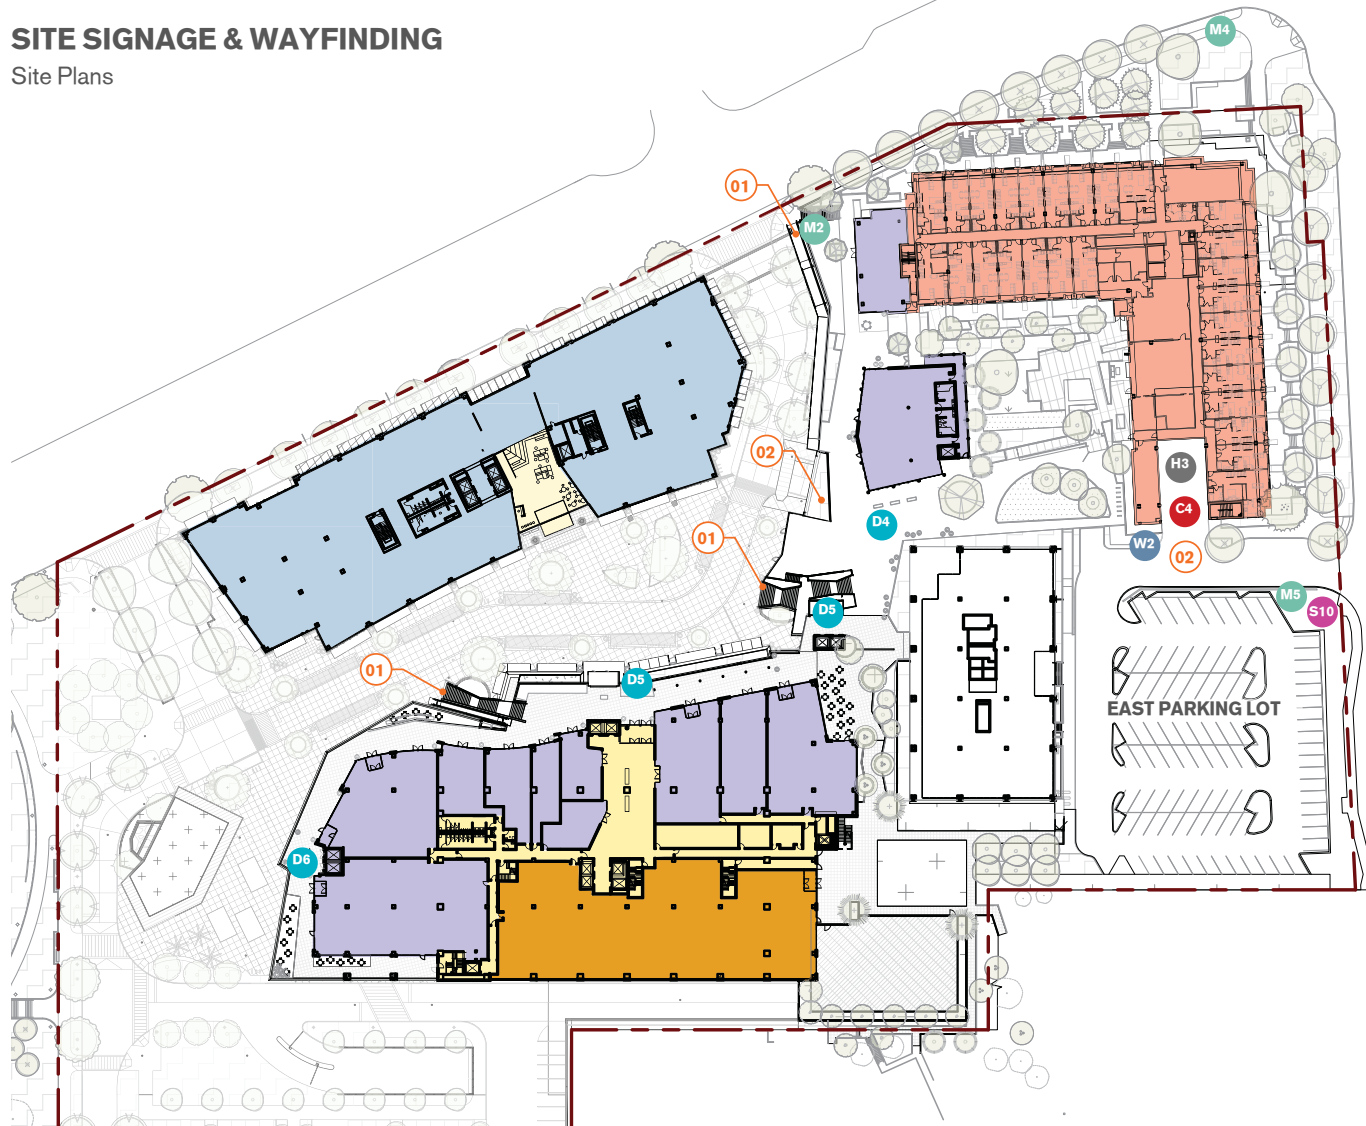 SITE SIGNAGE & WAYFINDING
Site Plans
M4
01
M2
02
H3
C4
D4
W2
02
01
D5
M5
S10
01
D5
EAST PARKING LOT
D6